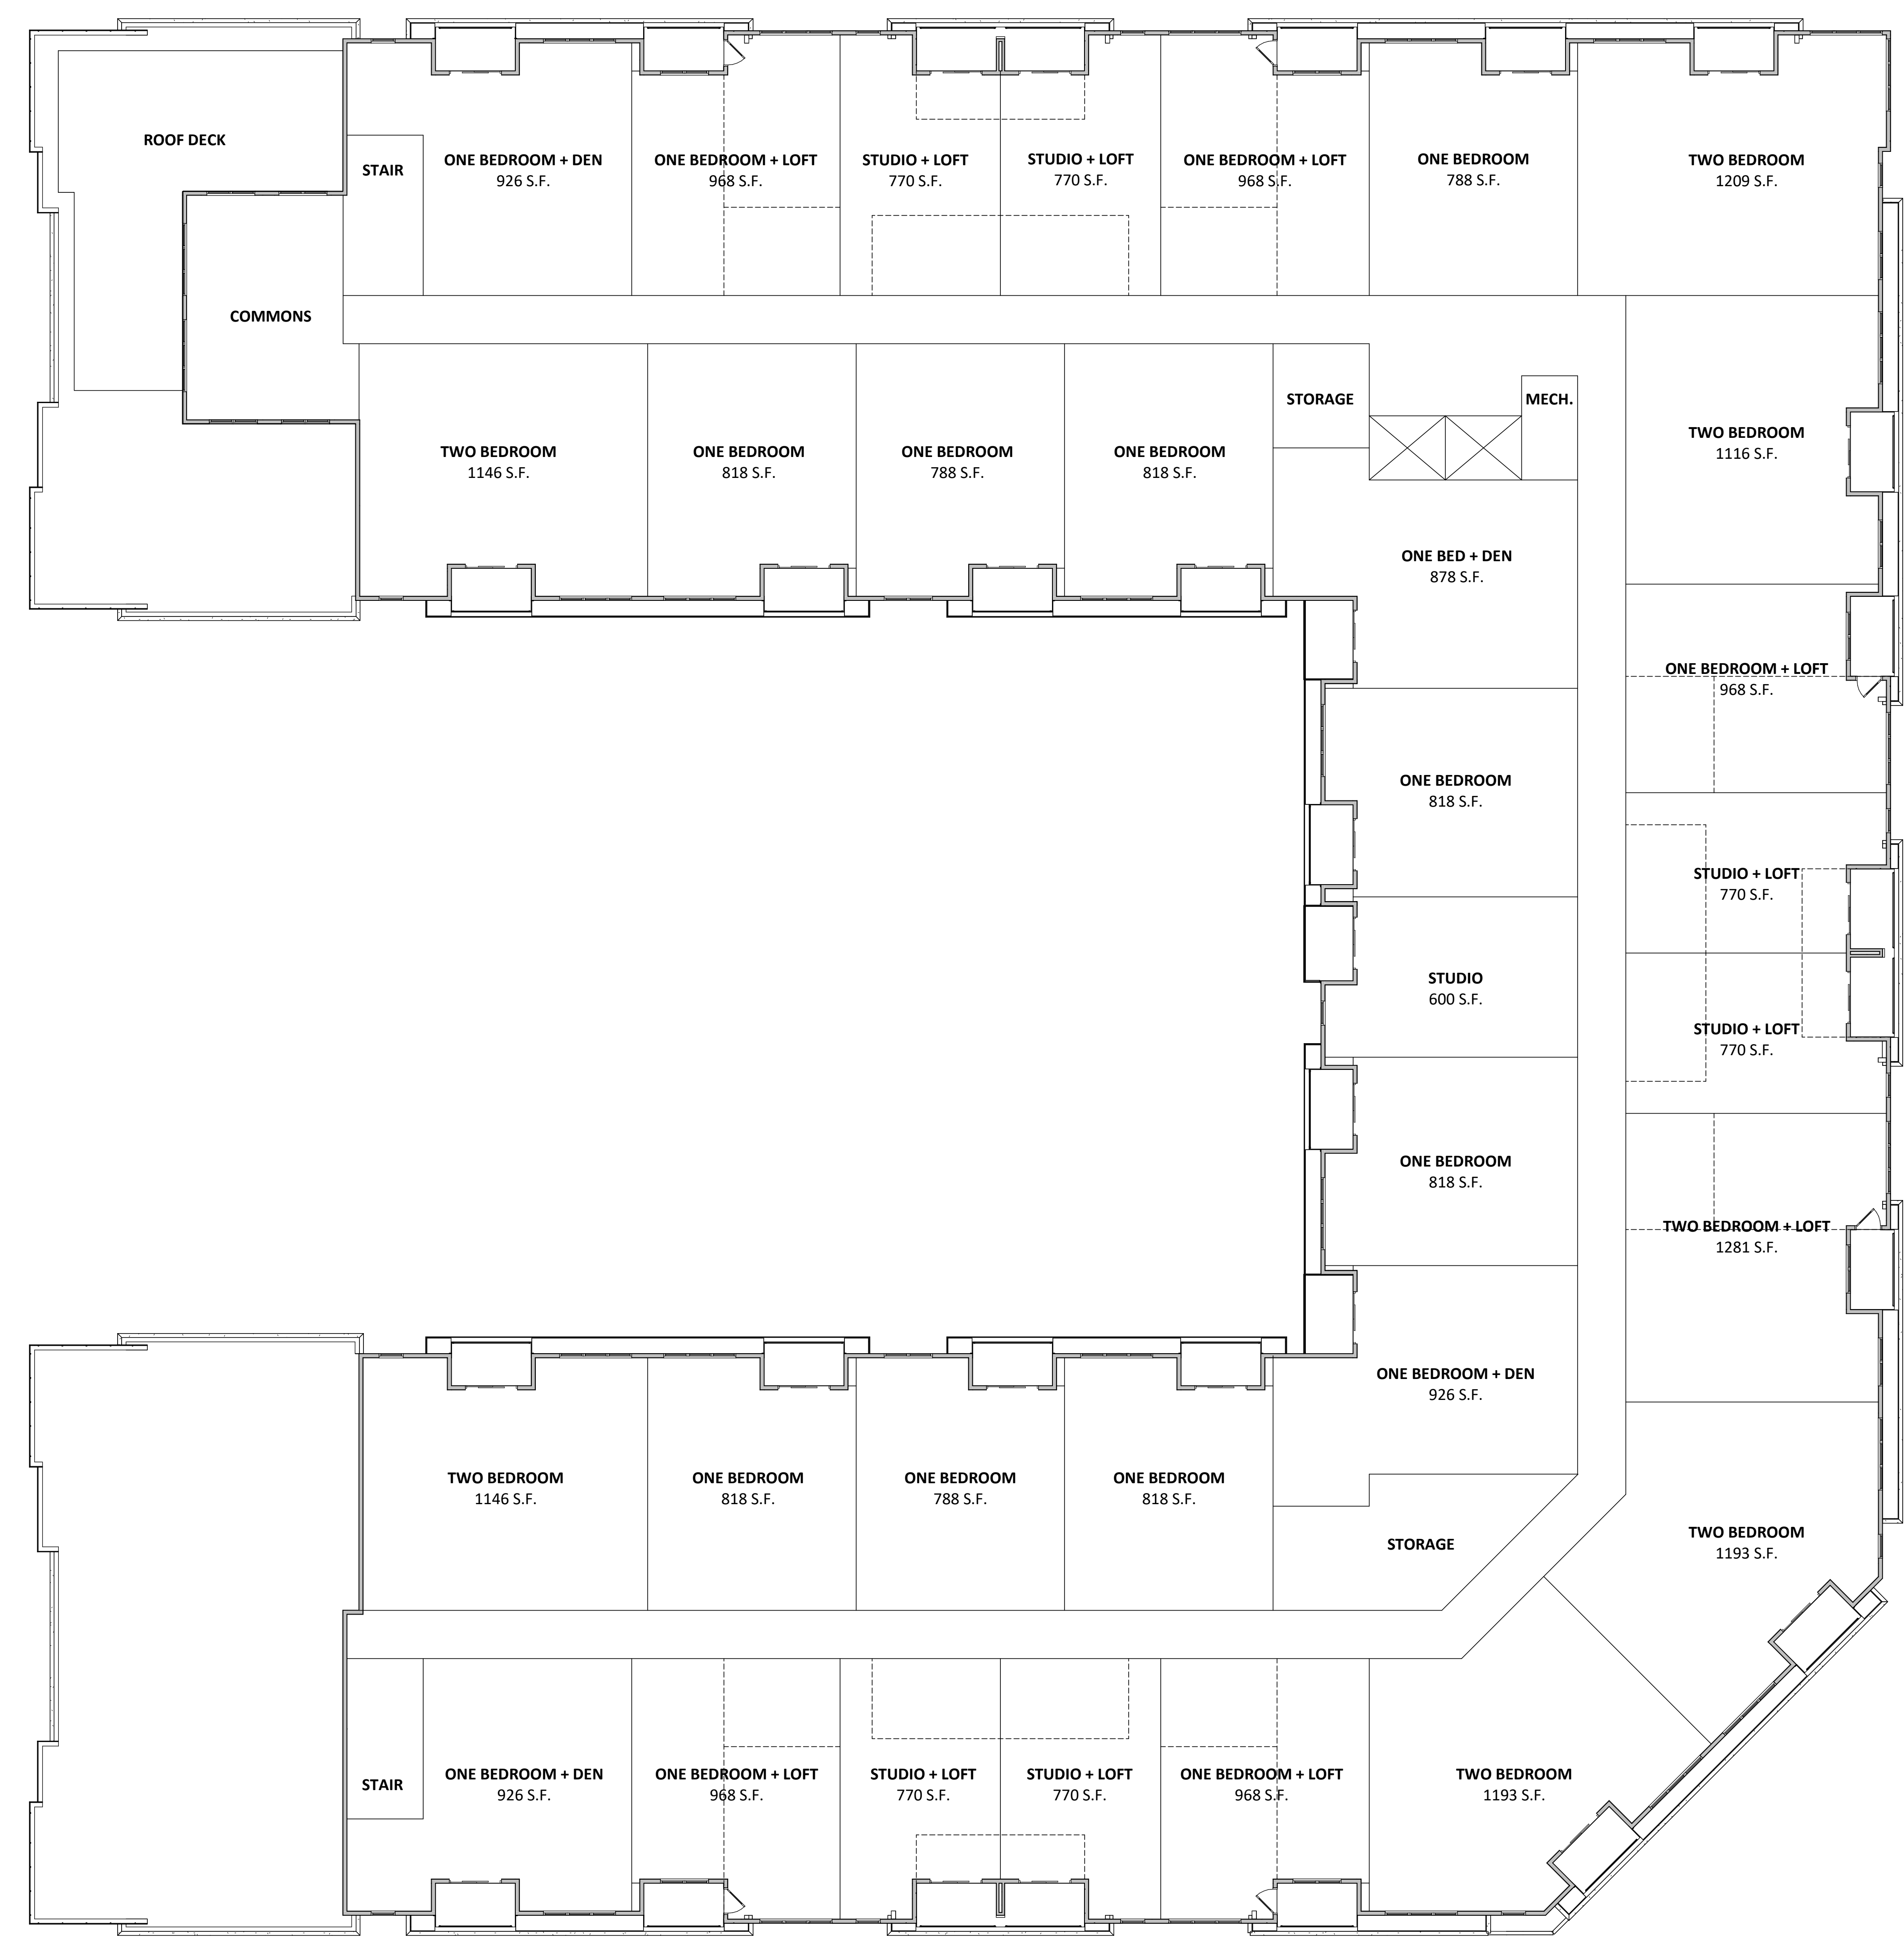 ROOF DECK
STAIR
ONE BEDROOM + DEN
926 S.F.
ONE BEDROOM + LOFT
968 S.F.
STUDIO + LOFT
770 S.F.
STUDIO + LOFT
770 S.F.
ONE BEDROOM + LOFT
968 S.F.
ONE BEDROOM
788 S.F.
TWO BEDROOM
1209 S.F.
COMMONS
TWO BEDROOM
1146 S.F.
ONE BEDROOM
818 S.F.
ONE BEDROOM
788 S.F.
ONE BEDROOM
818 S.F.
STORAGE
MECH.
TWO BEDROOM
1116 S.F.
ONE BED + DEN
878 S.F.
ONE BEDROOM + LOFT
968 S.F.
ONE BEDROOM
818 S.F.
STUDIO + LOFT
770 S.F.
STUDIO
600 S.F.
STUDIO + LOFT
770 S.F.
ONE BEDROOM
818 S.F.
TWO BEDROOM + LOFT
1281 S.F.
ONE BEDROOM + DEN
926 S.F.
TWO BEDROOM
1146 S.F.
ONE BEDROOM
818 S.F.
ONE BEDROOM
788 S.F.
ONE BEDROOM
818 S.F.
STORAGE
TWO BEDROOM
1193 S.F.
STAIR
ONE BEDROOM + DEN
926 S.F.
ONE BEDROOM + LOFT
968 S.F.
STUDIO + LOFT
770 S.F.
STUDIO + LOFT
770 S.F.
ONE BEDROOM + LOFT
968 S.F.
TWO BEDROOM
1193 S.F.